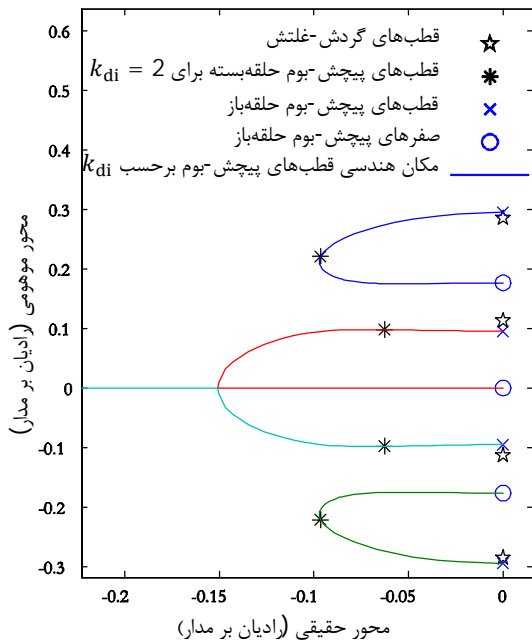 قطب‌های گردش-غلتش
قطب‌های پیچش-بوم حلقه‌بسته برای k_di = 2
قطب‌های پیچش-بوم حلقه‌باز
صفرهای پیچش-بوم حلقه‌باز
مکان هندسی قطب‌های پیچش-بوم برحسب k_di
محور موهومی (رادیان بر مدار)
0.6
0.5
0.4
0.3
0.2
0.1
0
-0.1
-0.2
-0.3
-0.2
-0.15
-0.1
-0.05
0
محور حقیقی (رادیان بر مدار)